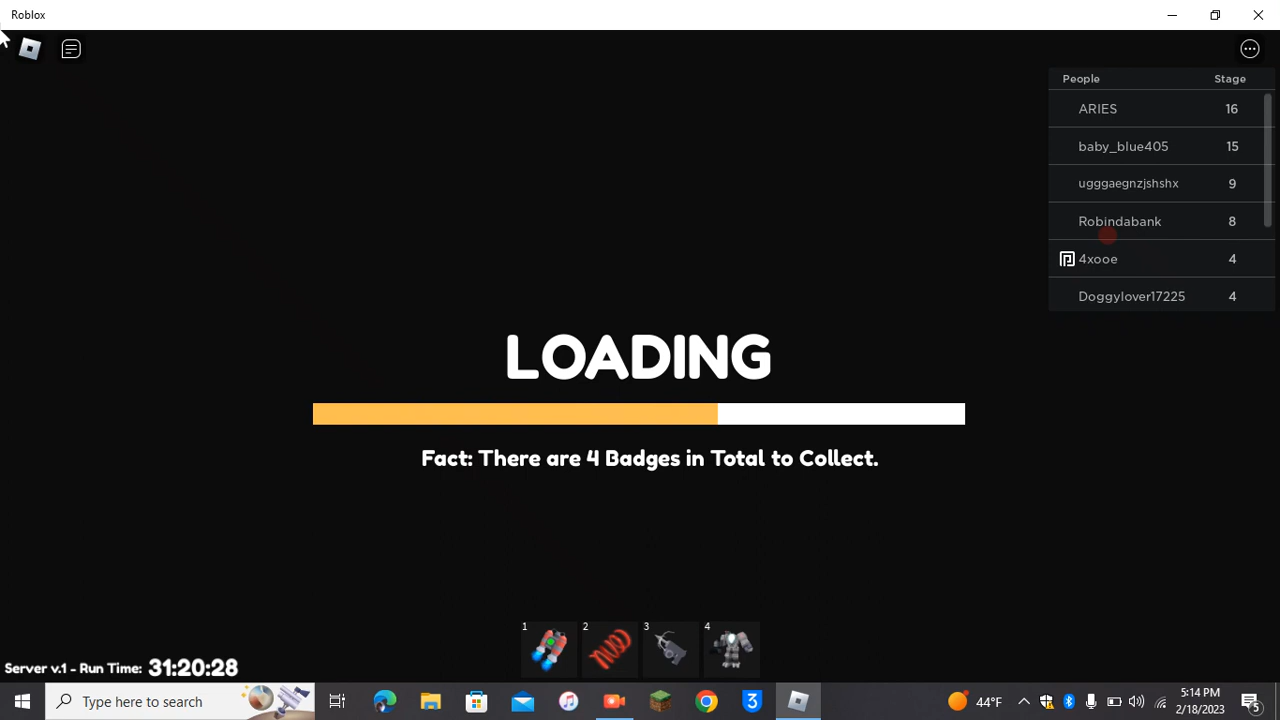 Roblox
People Stage
ARIES 16
baby_blue405 15
ugggaegnzjshshx 9
Robindabank 8
4xooe 4
Doggylover17225 4
LOADING
Fact: There are 4 Badges in Total to Collect.
1 2 3 4
Server v.1 - Run Time: 31:20:28
Type here to search
3
44°F
5:14 PM
2/18/2023
5